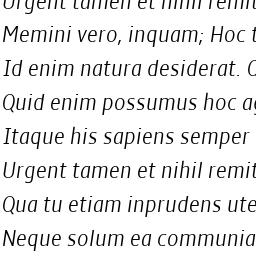 Urgent tamen et nihil remit
Memini vero, inquam; Hoc t
Id enim natura desiderat.
Quid enim possumus hoc ag
Itaque his sapiens semper
Urgent tamen et nihil remit
Qua tu etiam inprudens ute
Neque solum ea communia